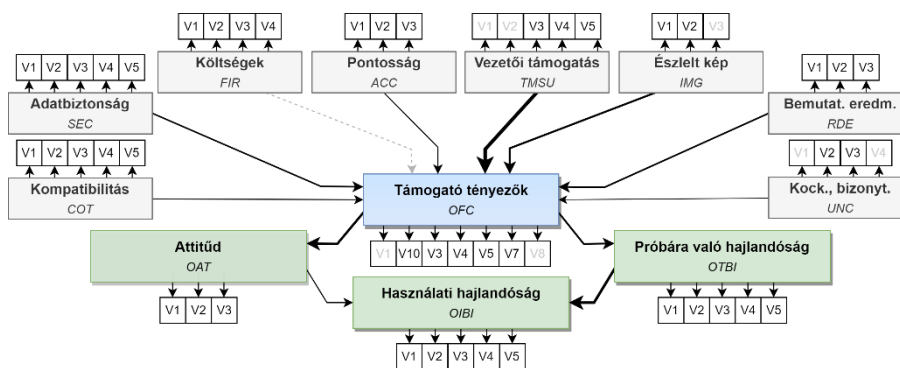 V1 V2 V3 V4
V1 V2 V3
V1 V2 V3 V4 V5
V1 V2 V3
Költségek
FIR
Pontosság
ACC
Vezetői támogatás
TMSU
Észlelt kép
IMG
V1 V2 V3 V4 V5
Adatbiztonság
SEC
V1 V2 V3
Bemutat. eredm.
RDE
V1 V2 V3 V4 V5
Kompatibilitás
COT
V1 V2 V3 V4
Kock., bizonyt.
UNC
Támogató tényezők
OFC
V1 V10 V3 V4 V5 V7 V8
Attitűd
OAT
V1 V2 V3
Próbára való hajlandóság
OTBI
V1 V2 V3 V4 V5
Használati hajlandóság
OIBI
V1 V2 V3 V4 V5